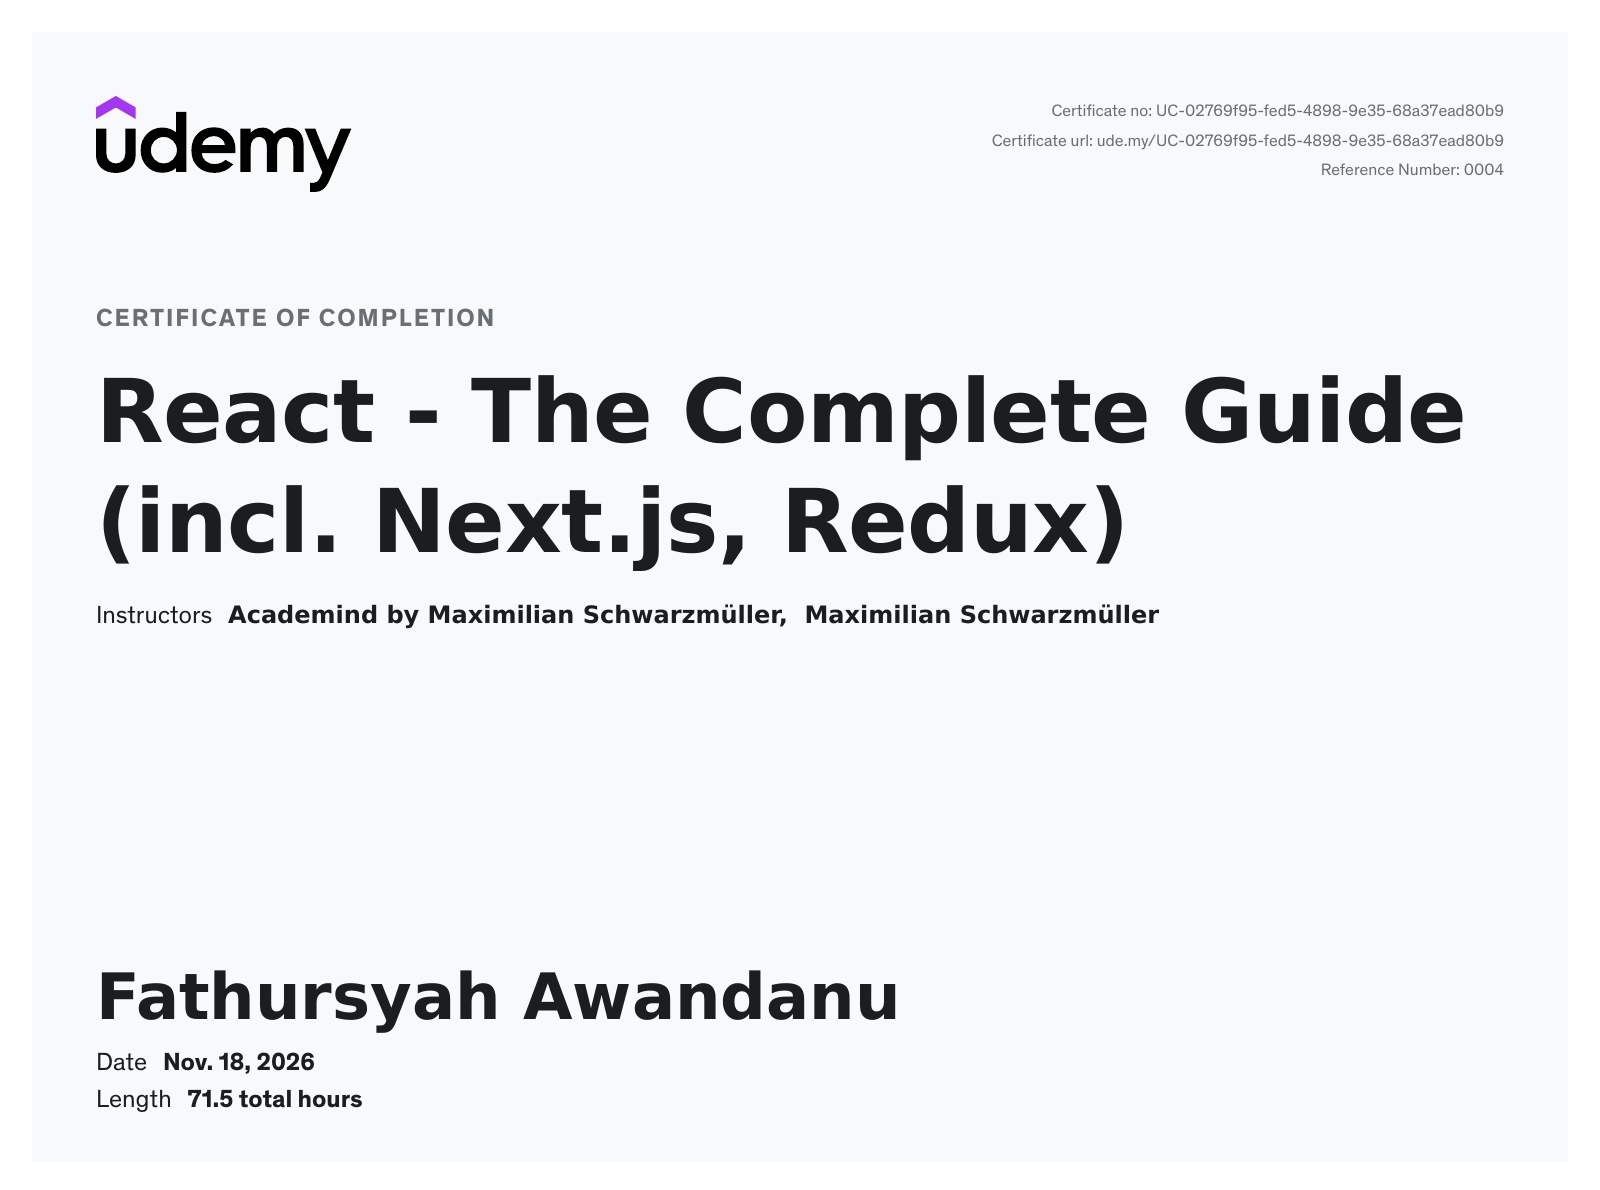 udemy
Certificate no: UC-02769f95-fed5-4898-9e35-68a37ead80b9
Certificate url: ude.my/UC-02769f95-fed5-4898-9e35-68a37ead80b9
Reference Number: 0004
CERTIFICATE OF COMPLETION
React - The Complete Guide
(incl. Next.js, Redux)
Instructors Academind by Maximilian Schwarzmüller, Maximilian Schwarzmüller
Fathursyah Awandanu
Date Nov. 18, 2026
Length 71.5 total hours